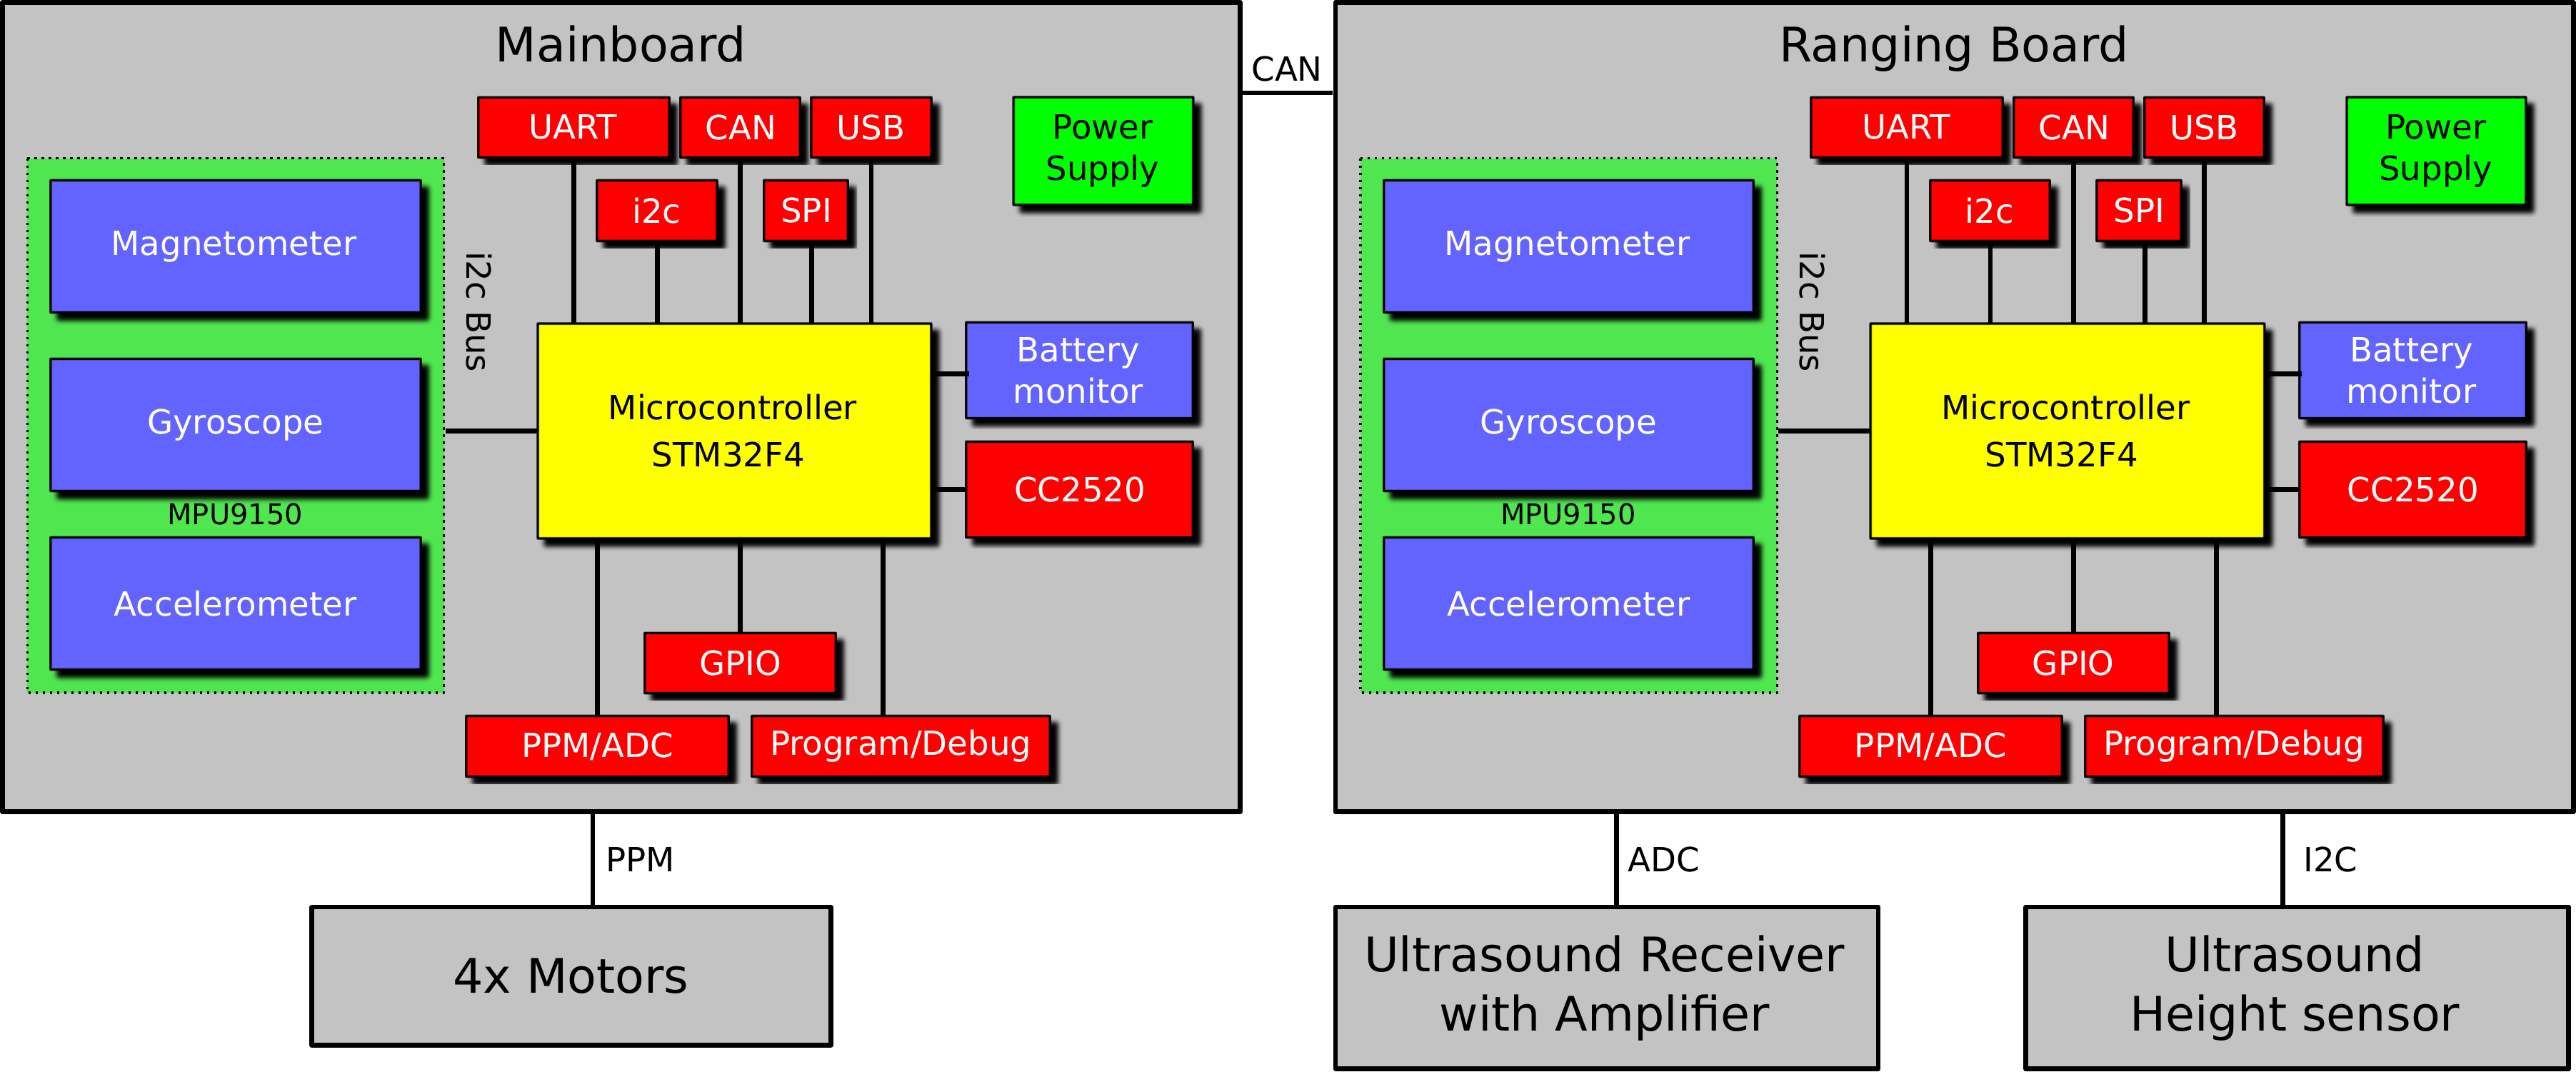 Mainboard
UART
CAN
USB
Power
Supply
i2c
SPI
Magnetometer
i2c Bus
Gyroscope
MPU9150
Accelerometer
Microcontroller
STM32F4
Battery
monitor
CC2520
GPIO
PPM/ADC
Program/Debug
CAN
Ranging Board
UART
CAN
USB
Power
Supply
i2c
SPI
Magnetometer
i2c Bus
Gyroscope
MPU9150
Accelerometer
Microcontroller
STM32F4
Battery
monitor
CC2520
GPIO
PPM/ADC
Program/Debug
PPM
4x Motors
ADC
Ultrasound Receiver
with Amplifier
I2C
Ultrasound
Height sensor